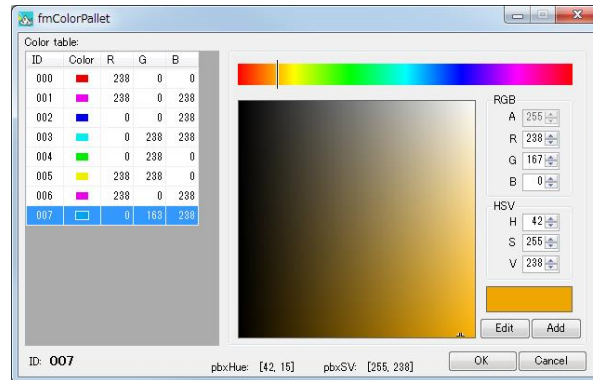 fmColorPallet
Color table:
ID Color R G B
000 238 0 0
001 238 0 238
002 0 0 238
003 0 238 238
004 0 238 0
005 238 238 0
006 238 0 238
007 0 163 238
RGB
A 255
R 238
G 167
B 0
HSV
H 42
S 255
V 238
Edit Add
ID: 007
pbxHue: [42, 15] pbxSV: [255, 238]
OK Cancel